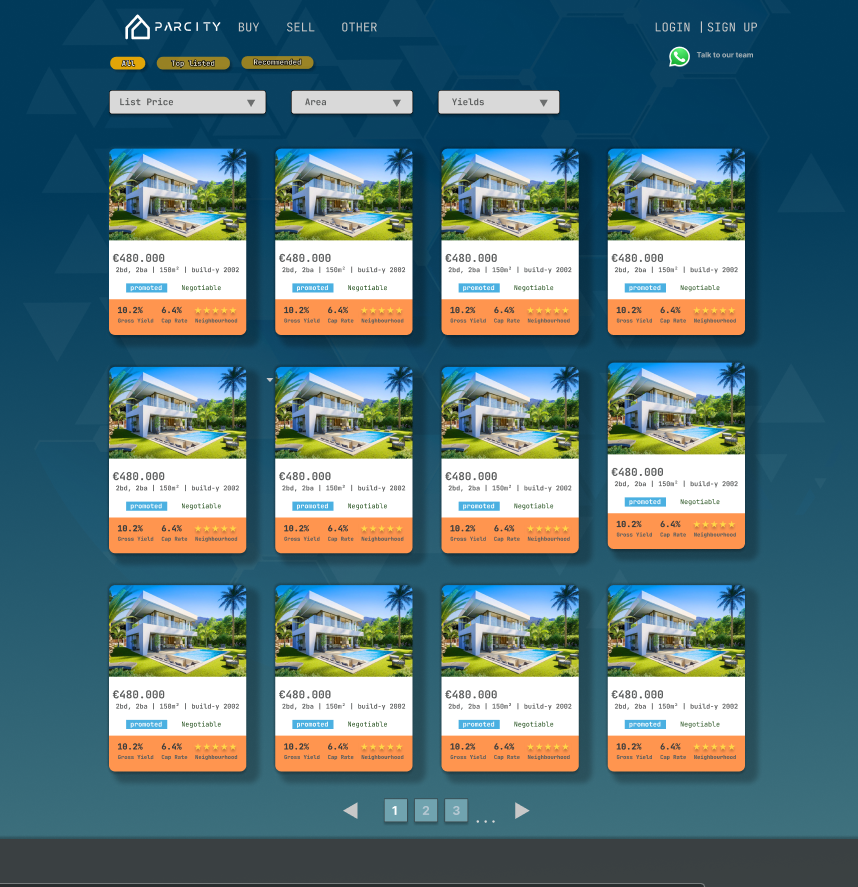 PARCITY BUY SELL OTHER LOGIN | SIGN UP
Talk to our team
ALL Top Listed Recommended
List Price Area Yields
€480.000 €480.000 €480.000 €480.000
2bd, 2ba | 150m² | build-y 2002 2bd, 2ba | 150m² | build-y 2002 2bd, 2ba | 150m² | build-y 2002 2bd, 2ba | 150m² | build-y 2002
promoted Negotiable promoted Negotiable promoted Negotiable promoted Negotiable
10.2% 6.4% 10.2% 6.4% 10.2% 6.4% 10.2% 6.4%
Gross Yield Cap Rate Neighbourhood Gross Yield Cap Rate Neighbourhood Gross Yield Cap Rate Neighbourhood Gross Yield Cap Rate Neighbourhood
€480.000 €480.000 €480.000 €480.000
2bd, 2ba | 150m² | build-y 2002 2bd, 2ba | 150m² | build-y 2002 2bd, 2ba | 150m² | build-y 2002 2bd, 2ba | 150m² | build-y 2002
promoted Negotiable promoted Negotiable promoted Negotiable promoted Negotiable
10.2% 6.4% 10.2% 6.4% 10.2% 6.4% 10.2% 6.4%
Gross Yield Cap Rate Neighbourhood Gross Yield Cap Rate Neighbourhood Gross Yield Cap Rate Neighbourhood Gross Yield Cap Rate Neighbourhood
€480.000 €480.000 €480.000 €480.000
2bd, 2ba | 150m² | build-y 2002 2bd, 2ba | 150m² | build-y 2002 2bd, 2ba | 150m² | build-y 2002 2bd, 2ba | 150m² | build-y 2002
promoted Negotiable promoted Negotiable promoted Negotiable promoted Negotiable
10.2% 6.4% 10.2% 6.4% 10.2% 6.4% 10.2% 6.4%
Gross Yield Cap Rate Neighbourhood Gross Yield Cap Rate Neighbourhood Gross Yield Cap Rate Neighbourhood Gross Yield Cap Rate Neighbourhood
1 2 3 ...